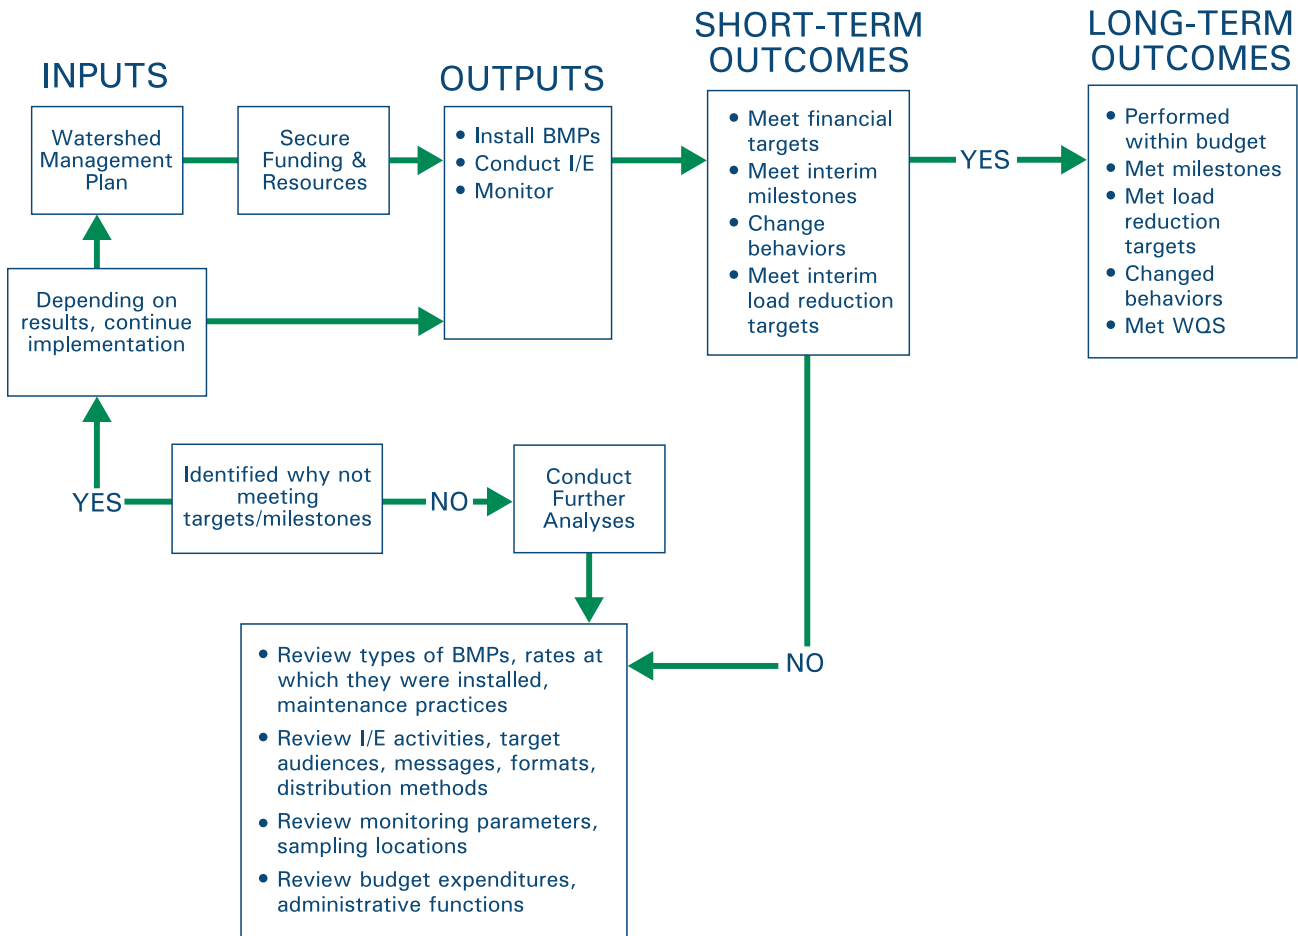 INPUTS
Watershed
Management
Plan
Secure
Funding &
Resources
OUTPUTS
• Install BMPs
• Conduct I/E
• Monitor
SHORT-TERM
OUTCOMES
• Meet financial
targets
• Meet interim
milestones
• Change
behaviors
• Meet interim
load reduction
targets
YES
LONG-TERM
OUTCOMES
• Performed
within budget
• Met milestones
• Met load
reduction
targets
• Changed
behaviors
• Met WQS
Depending on
results, continue
implementation
YES
Identified why not
meeting
targets/milestones
NO
Conduct
Further
Analyses
NO
• Review types of BMPs, rates at
which they were installed,
maintenance practices
• Review I/E activities, target
audiences, messages, formats,
distribution methods
• Review monitoring parameters,
sampling locations
• Review budget expenditures,
administrative functions